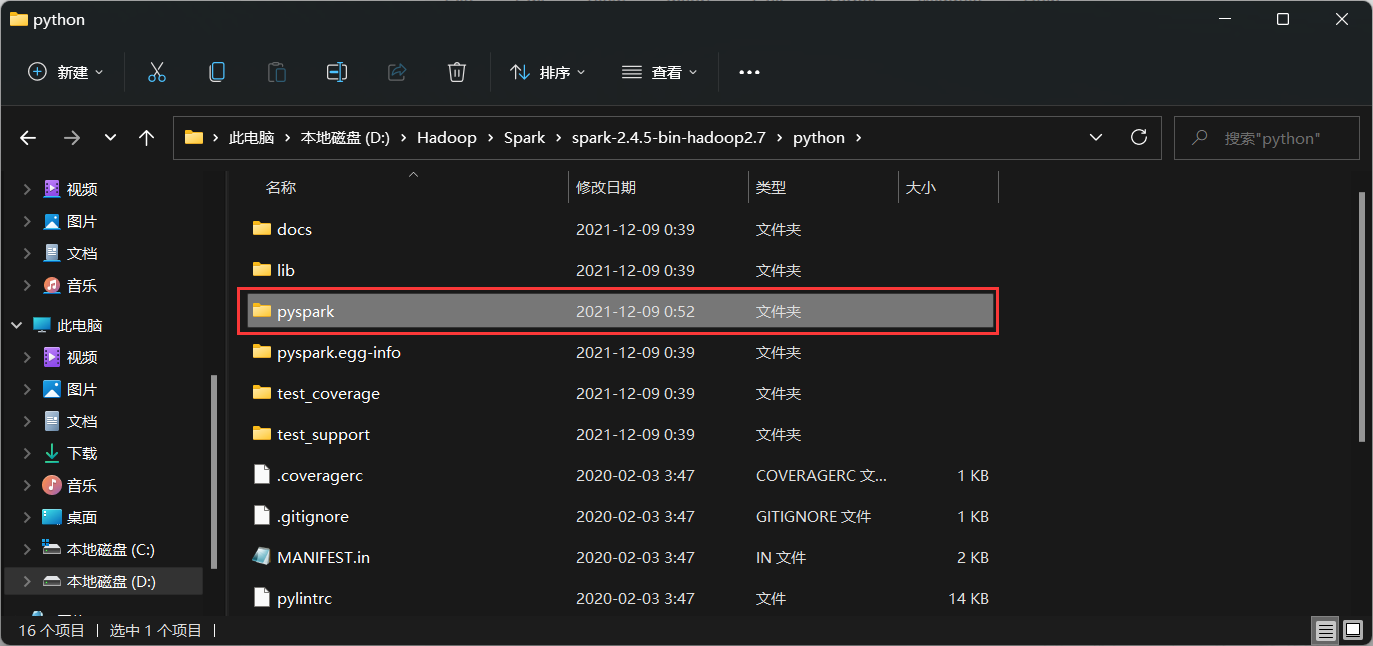 python
新建 排序 查看
此电脑 本地磁盘 (D:) Hadoop Spark spark-2.4.5-bin-hadoop2.7 python 搜索"python"
视频
图片
文档
音乐
此电脑
视频
图片
文档
下载
音乐
桌面
本地磁盘 (C:)
本地磁盘 (D:)
名称 修改日期 类型 大小
docs 2021-12-09 0:39 文件夹
lib 2021-12-09 0:39 文件夹
pyspark 2021-12-09 0:52 文件夹
pyspark.egg-info 2021-12-09 0:39 文件夹
test_coverage 2021-12-09 0:39 文件夹
test_support 2021-12-09 0:39 文件夹
.coveragerc 2020-02-03 3:47 COVERAGERC 文... 1 KB
.gitignore 2020-02-03 3:47 GITIGNORE 文件 1 KB
MANIFEST.in 2020-02-03 3:47 IN 文件 2 KB
pylintrc 2020-02-03 3:47 文件 14 KB
16 个项目 选中 1 个项目